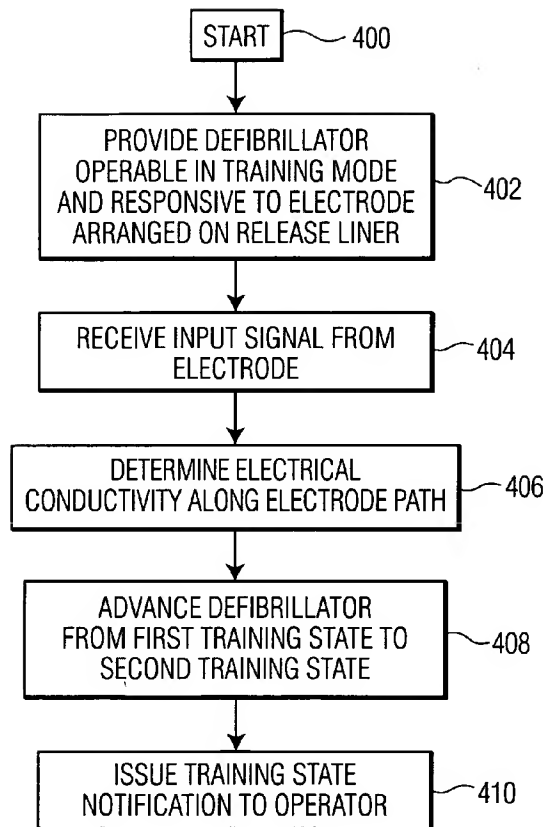 START
400
PROVIDE DEFIBRILLATOR
OPERABLE IN TRAINING MODE
AND RESPONSIVE TO ELECTRODE
ARRANGED ON RELEASE LINER
402
RECEIVE INPUT SIGNAL FROM
ELECTRODE
404
DETERMINE ELECTRICAL
CONDUCTIVITY ALONG ELECTRODE PATH
406
ADVANCE DEFIBRILLATOR
FROM FIRST TRAINING STATE TO
SECOND TRAINING STATE
408
ISSUE TRAINING STATE
NOTIFICATION TO OPERATOR
410